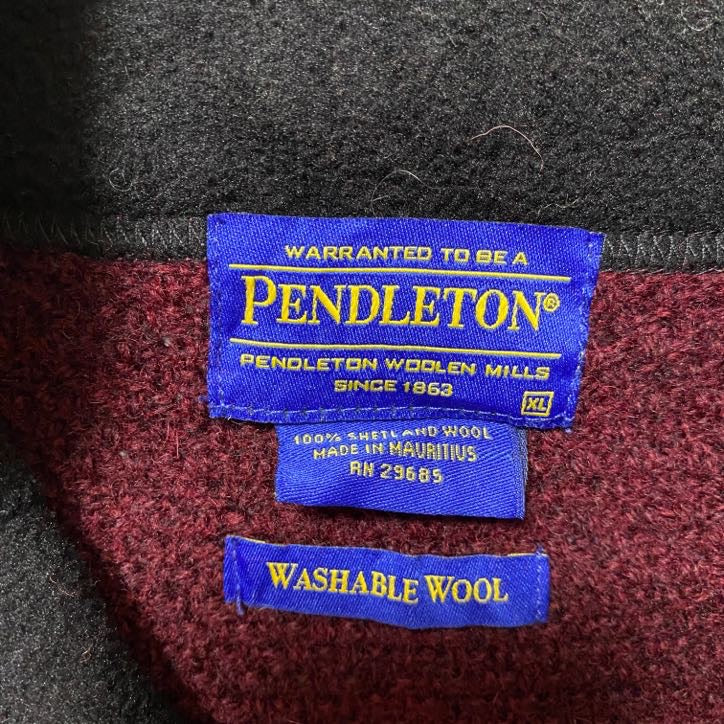 WARRANTED TO BE A
PENDLETON®
PENDLETON WOOLEN MILLS
SINCE 1863
XL
100% SHETLAND WOOL
MADE IN MAURITIUS
RN 29685
WASHABLE WOOL